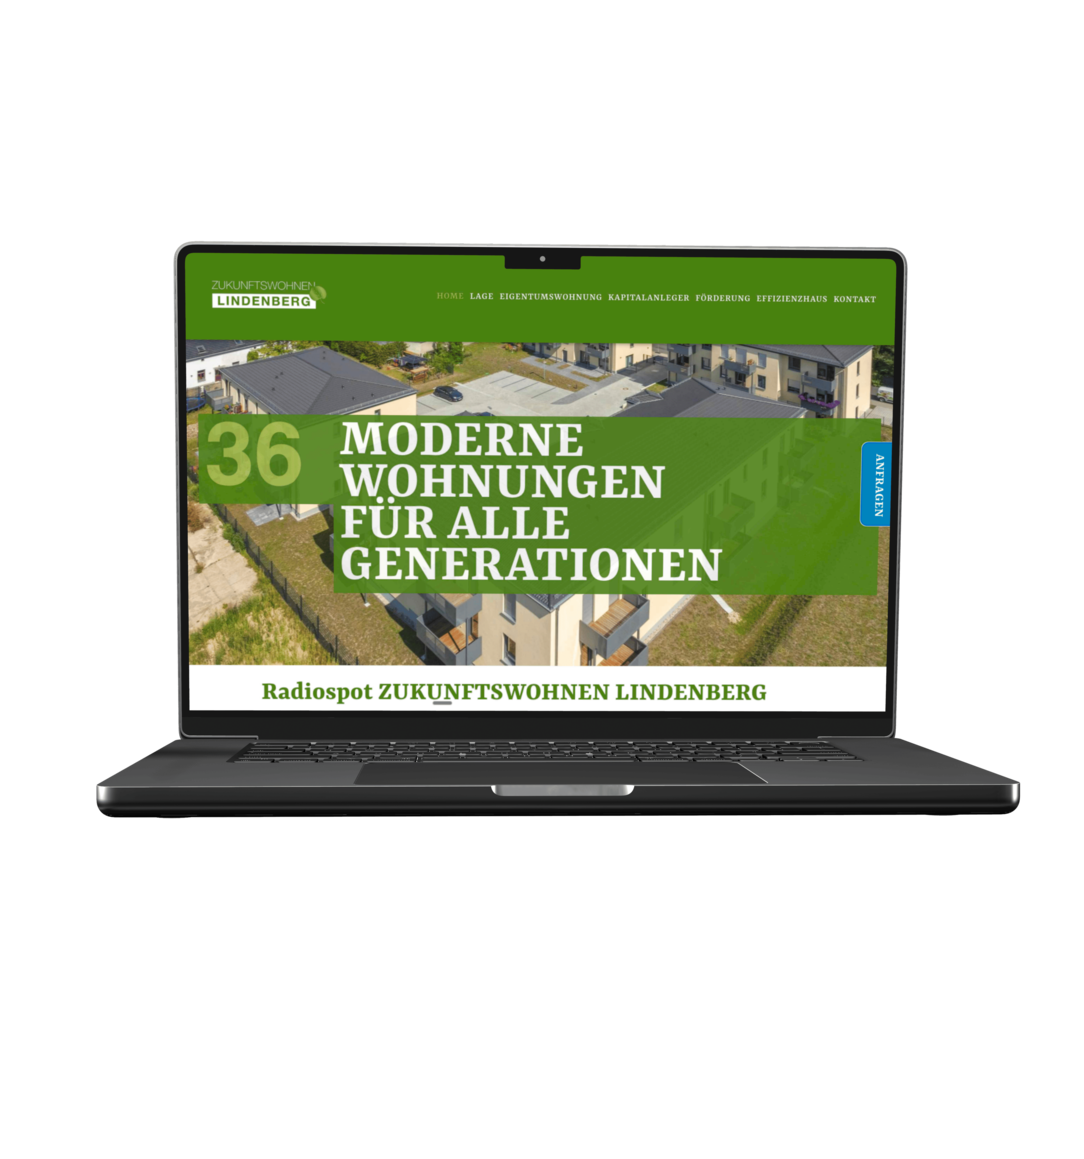 ZUKUNFTSWOHNEN
LINDENBERG
HOME LAGE EIGENTUMSWOHNUNG KAPITALANLEGER FÖRDERUNG EFFIZIENZHAUS KONTAKT
36
MODERNE
WOHNUNGEN
FÜR ALLE
GENERATIONEN
ANFRAGEN
Radiospot ZUKUNFTSWOHNEN LINDENBERG